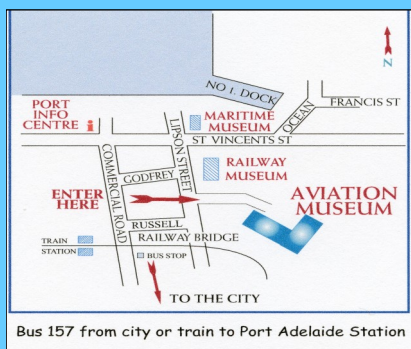 N
NO 1. DOCK
OCEAN
FRANCIS ST
PORT
INFO
CENTRE i
MARITIME
MUSEUM
ST VINCENTS ST
LIPSON STREET
COMMERCIAL ROAD
RAILWAY
MUSEUM
GODFREY
ENTER
HERE
AVIATION
MUSEUM
RUSSELL
RAILWAY BRIDGE
TRAIN
STATION
BUS STOP
TO THE CITY
Bus 157 from city or train to Port Adelaide Station